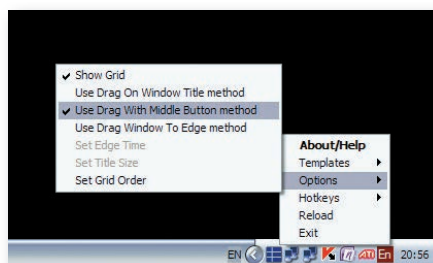 Show Grid
Use Drag On Window Title method
Use Drag With Middle Button method
Use Drag Window To Edge method
Set Edge Time
Set Title Size
Set Grid Order
About/Help
Templates
Options
Hotkeys
Reload
Exit
EN En 20:56